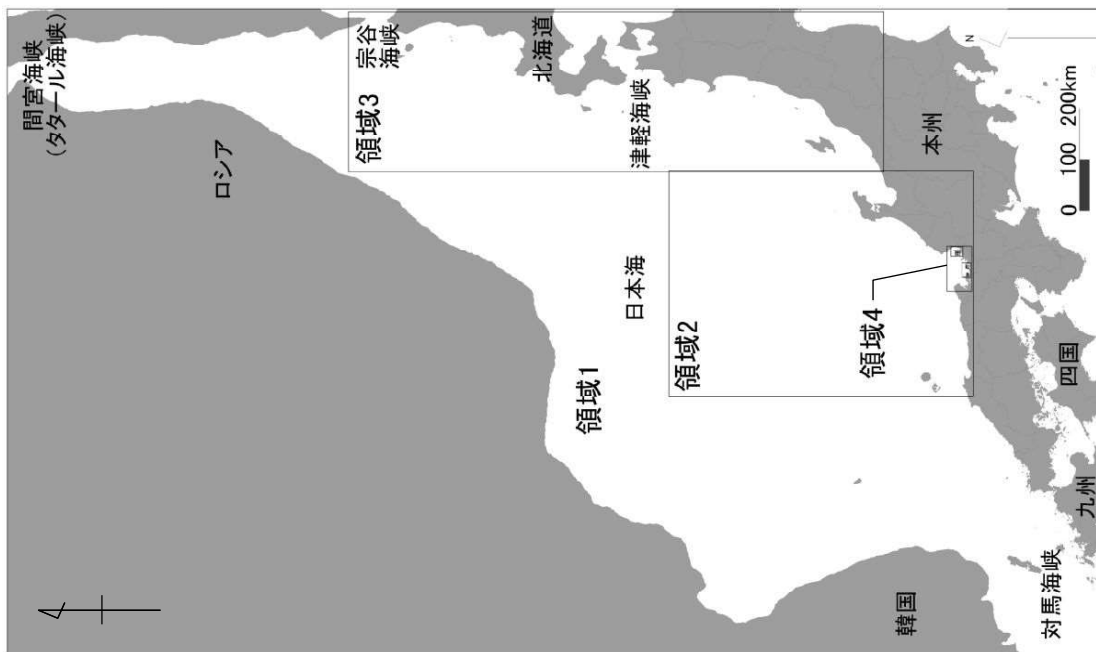 間宮海峡
(タタール海峡)
ロシア
宗谷
海峡
領域3
北海道
津軽海峡
日本海
領域1
領域2
領域4
本州
N
0 100 200km
四国
九州
韓国
対馬海峡